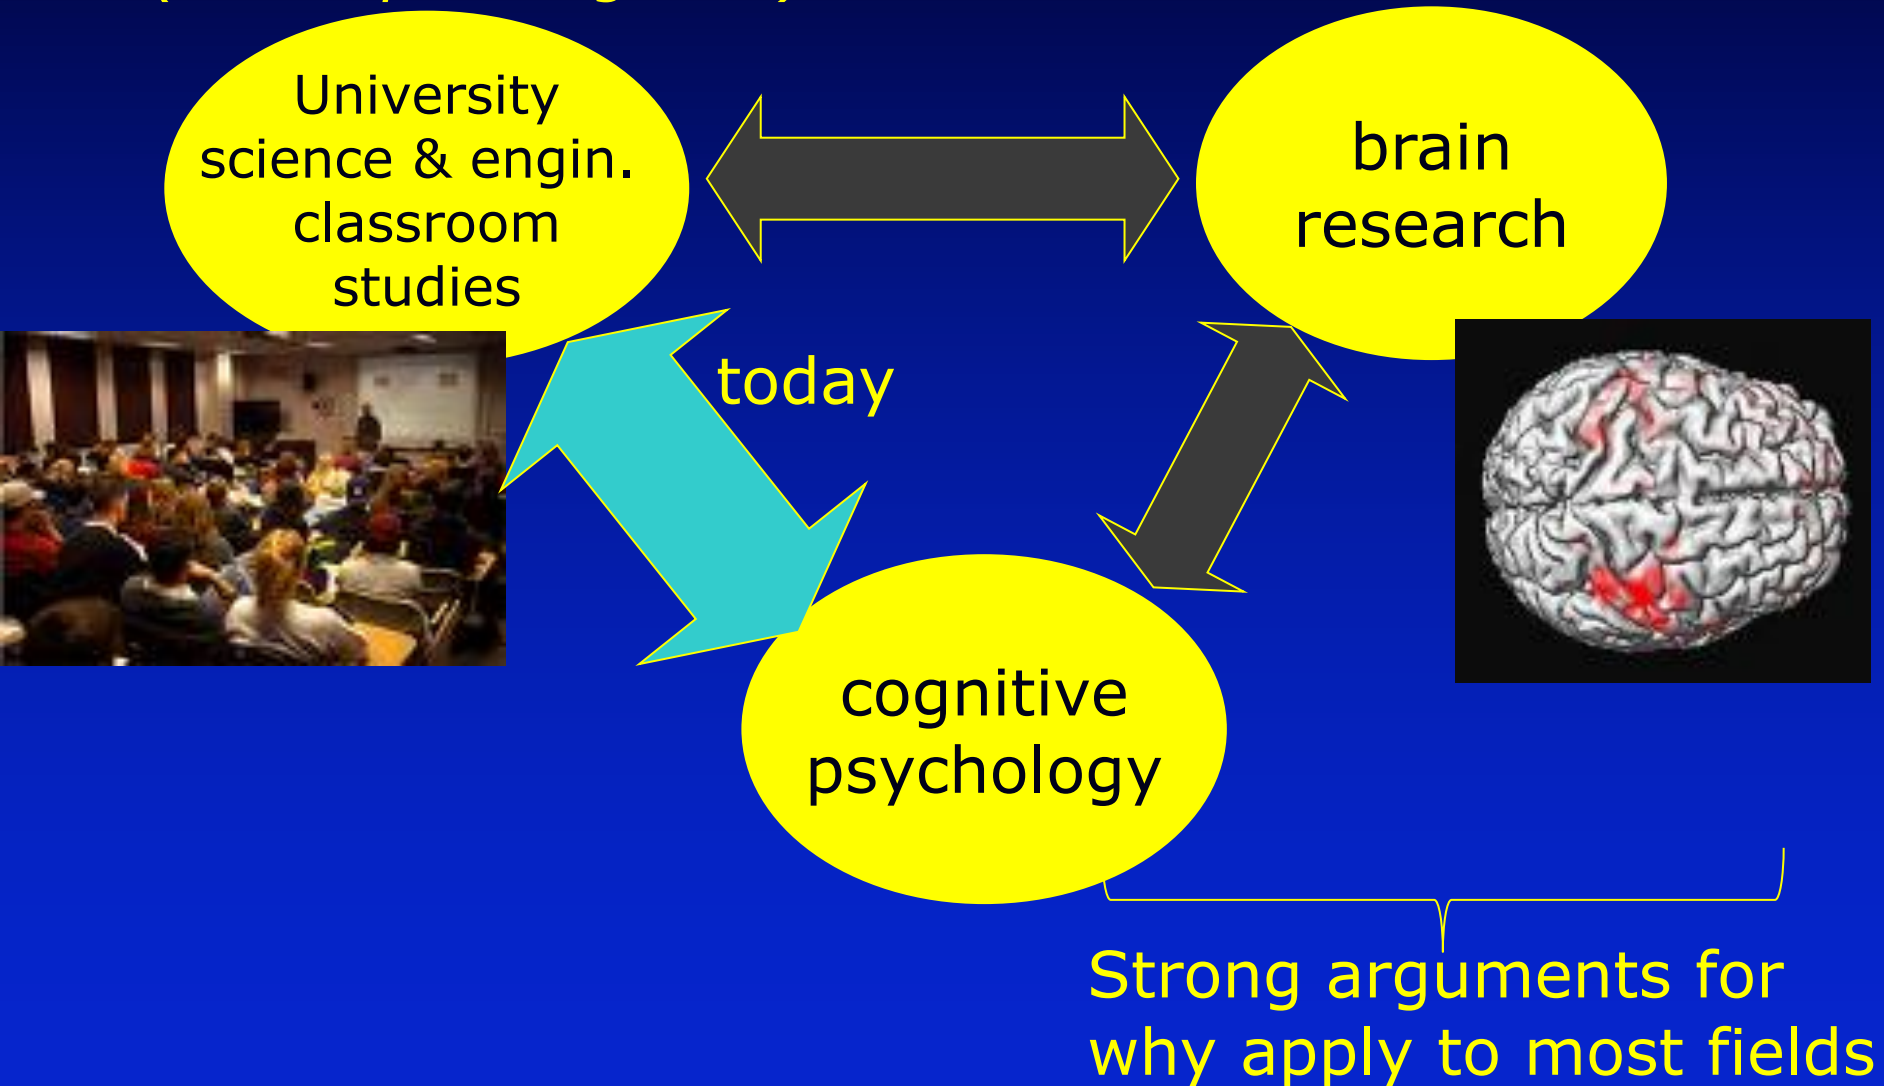 University
science & engin.
classroom
studies
brain
research
today
cognitive
psychology
Strong arguments for
why apply to most fields